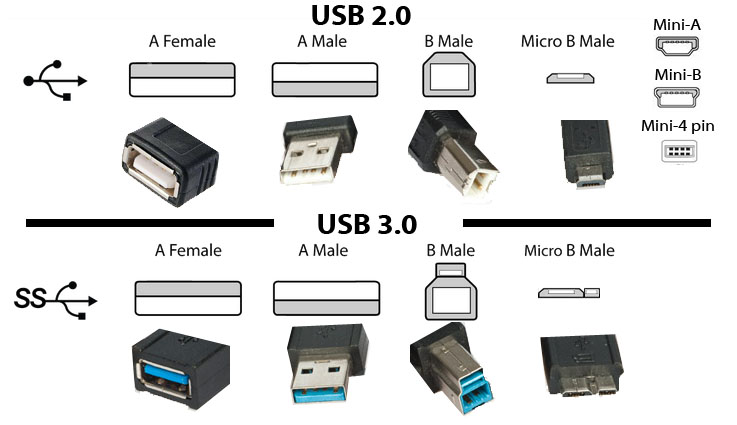 USB 2.0
A Female
A Male
B Male
Micro B Male
Mini-A
Mini-B
Mini-4 pin
USB 3.0
A Female
A Male
B Male
Micro B Male
SS